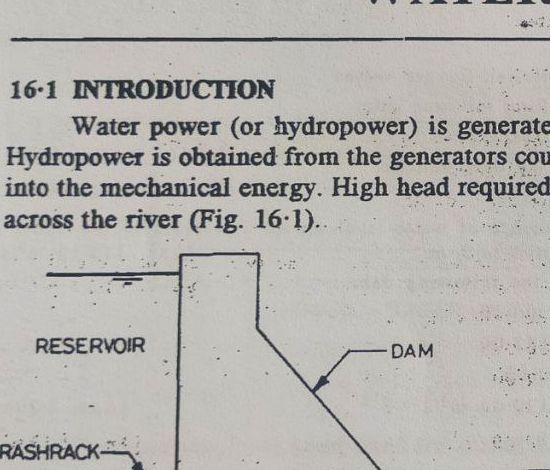 16·1 INTRODUCTION
Water power (or hydropower) is generate
Hydropower is obtained from the generators cou
into the mechanical energy. High head required
across the river (Fig. 16·1)..
RESERVOIR
DAM
RASHRACK